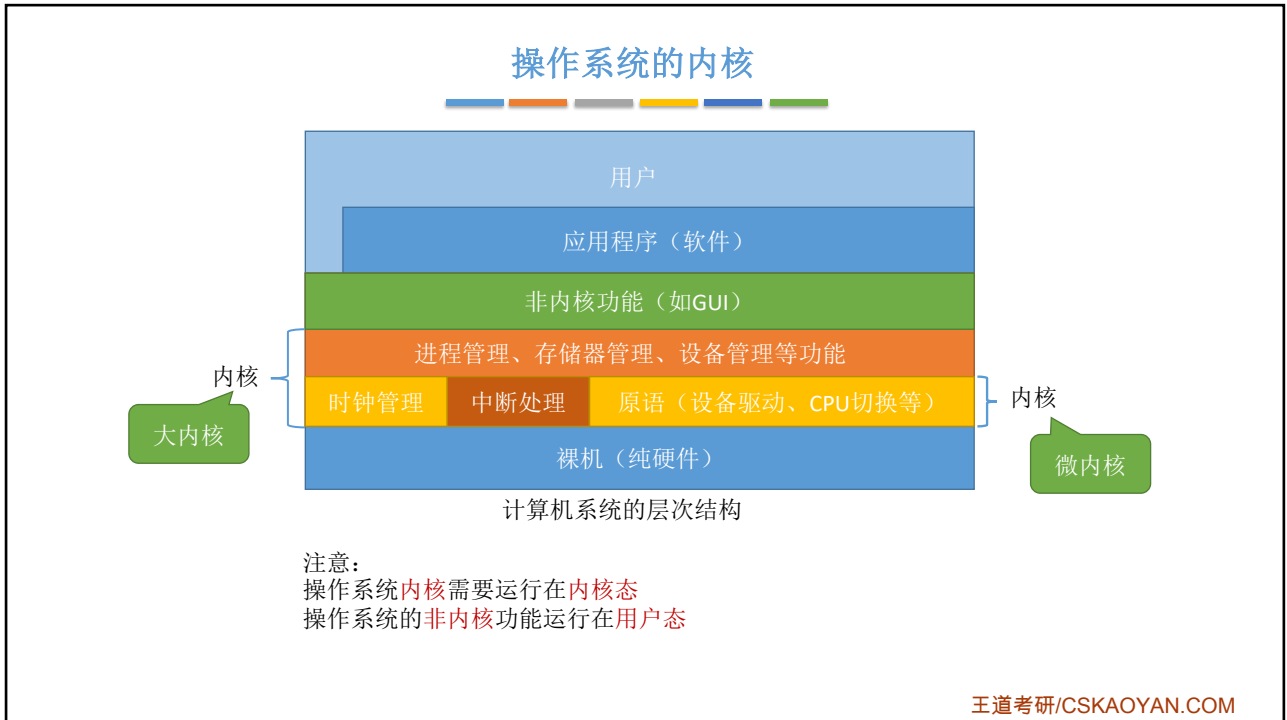 操作系统的内核
用户
应用程序（软件）
非内核功能（如GUI）
进程管理、存储器管理、设备管理等功能
内核
时钟管理 中断处理 原语（设备驱动、CPU切换等）
内核
大内核
裸机（纯硬件）
微内核
计算机系统的层次结构
注意：
操作系统内核需要运行在内核态
操作系统的非内核功能运行在用户态
王道考研/CSKAOYAN.COM